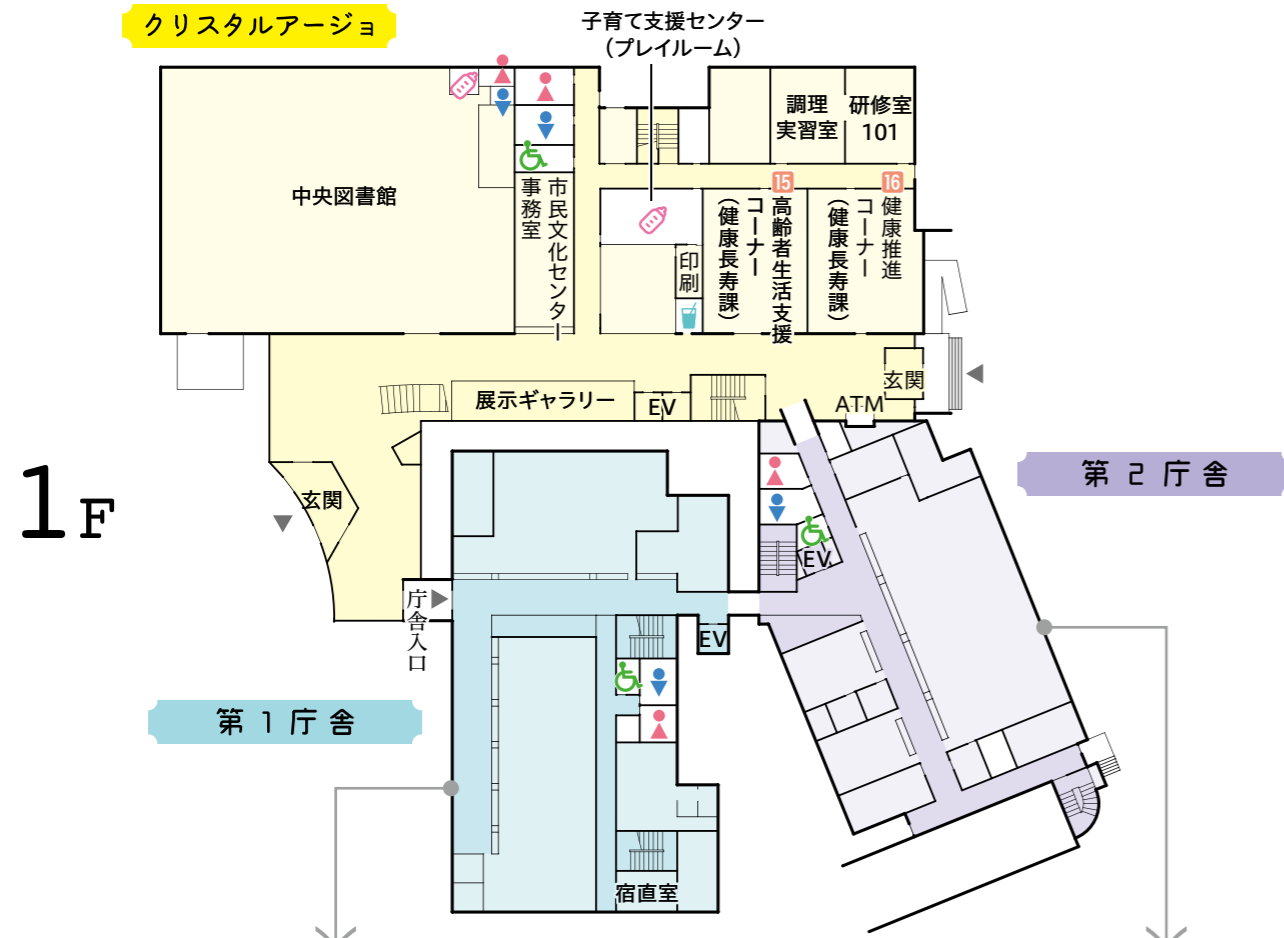 クリスタルアージョ
子育て支援センター
（プレイルーム）
調理
実習室
研修室
101
中央図書館
市民文化センター
事務室
印刷
15
高齢者生活支援
コーナー
（健康長寿課）
16
健康推進
コーナー
（健康長寿課）
展示ギャラリー
EV
玄関
ATM
1F
玄関
第2庁舎
EV
庁舎入口
EV
第1庁舎
宿直室